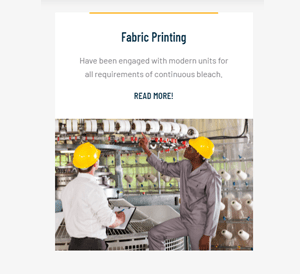 Fabric Printing
Have been engaged with modern units for
all requirements of continuous bleach.
READ MORE!